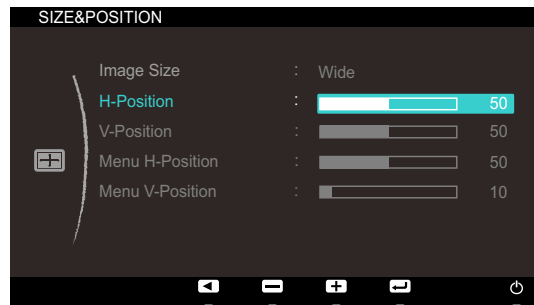 SIZE&POSITION
Image Size : Wide
H-Position : 50
V-Position : 50
Menu H-Position : 50
Menu V-Position : 10